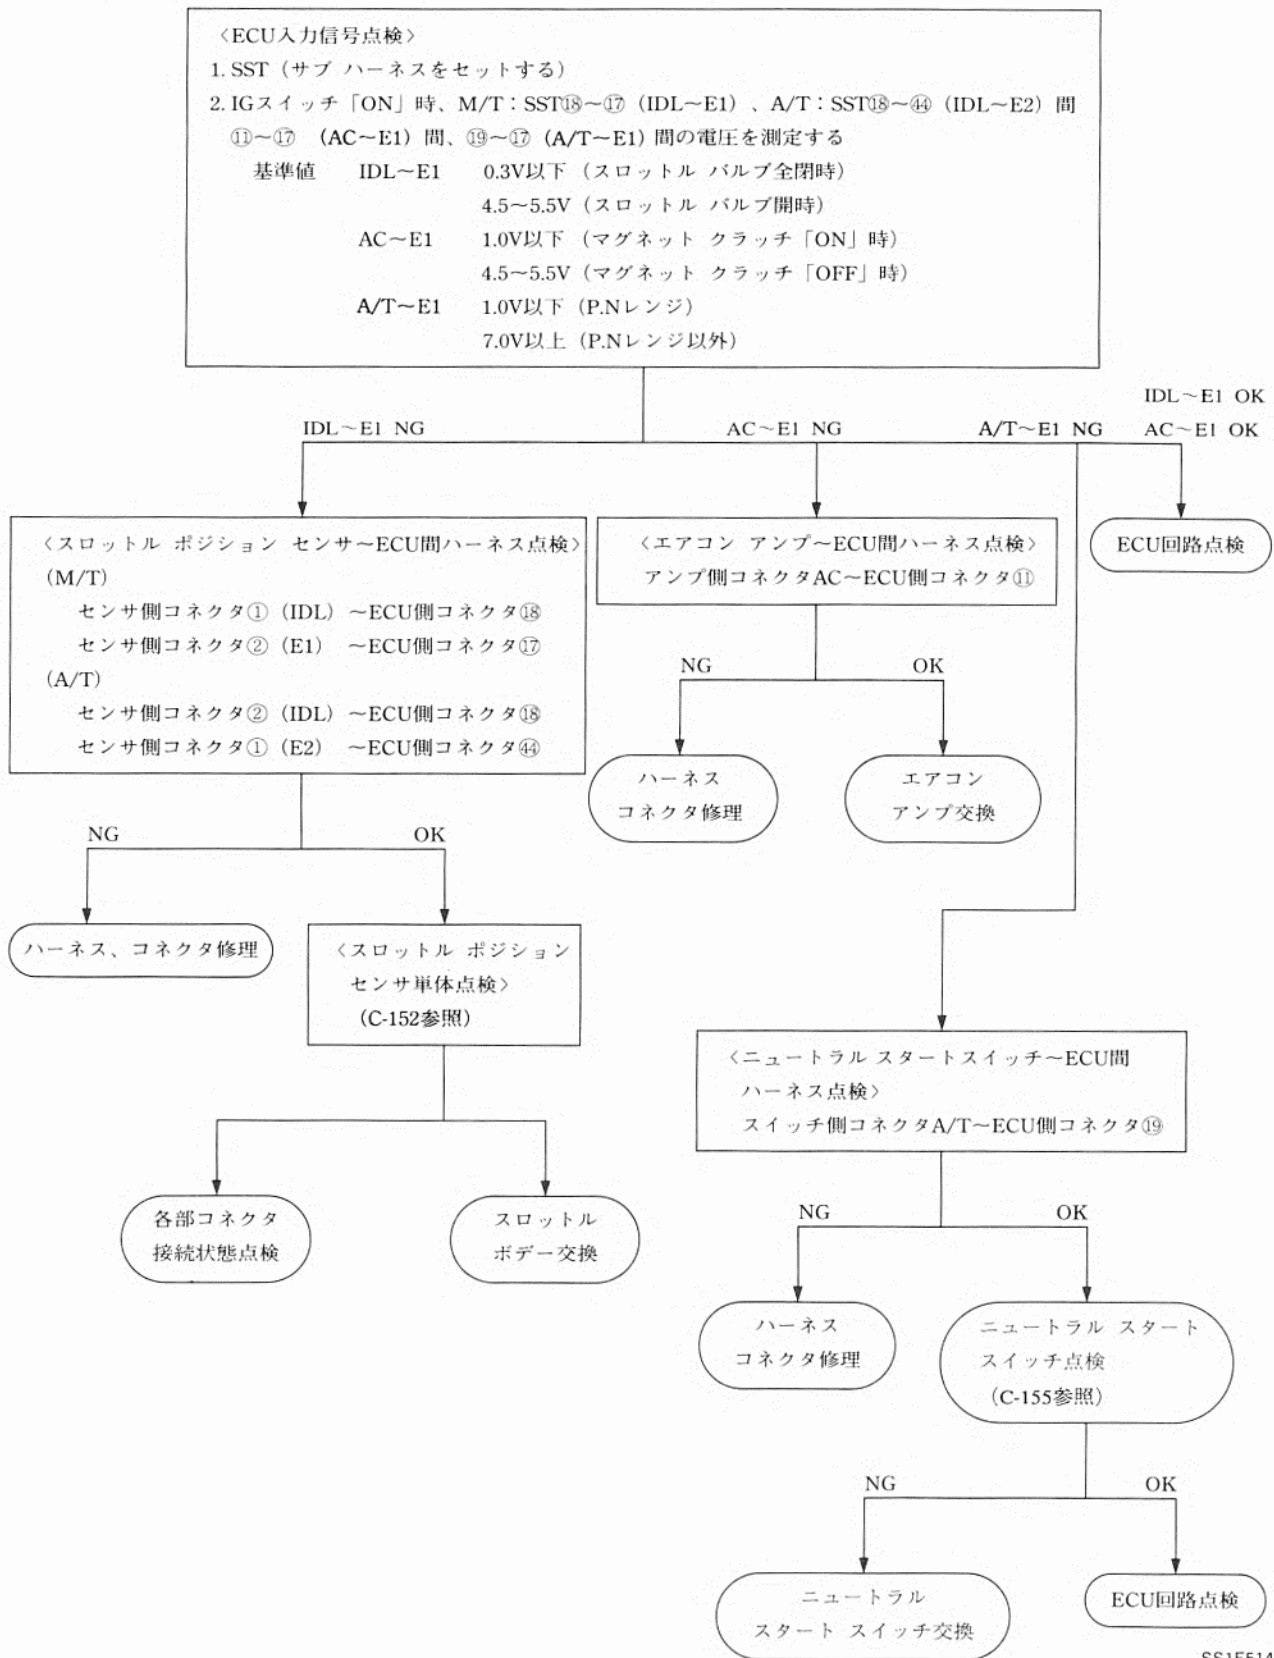 〈ECU入力信号点検〉
1. SST（サブ ハーネスをセットする）
2. IGスイッチ「ON」時、M/T：SST⑱～⑰（IDL～E1）、A/T：SST⑱～㊹（IDL～E2）間
⑪～⑰ （AC～E1）間、⑲～⑰（A/T～E1）間の電圧を測定する
基準値 IDL～E1 0.3V以下（スロットル バルブ全閉時）
4.5～5.5V（スロットル バルブ開時）
AC～E1 1.0V以下（マグネット クラッチ「ON」時）
4.5～5.5V（マグネット クラッチ「OFF」時）
A/T～E1 1.0V以下（P.Nレンジ）
7.0V以上（P.Nレンジ以外）
IDL～E1 NG
AC～E1 NG
A/T～E1 NG
IDL～E1 OK
AC～E1 OK
〈スロットル ポジション センサ～ECU間ハーネス点検〉
（M/T）
センサ側コネクタ①（IDL）～ECU側コネクタ⑱
センサ側コネクタ②（E1） ～ECU側コネクタ⑰
（A/T）
センサ側コネクタ②（IDL）～ECU側コネクタ⑱
センサ側コネクタ①（E2） ～ECU側コネクタ㊹
〈エアコン アンプ～ECU間ハーネス点検〉
アンプ側コネクタAC～ECU側コネクタ⑪
ECU回路点検
NG
OK
ハーネス
コネクタ修理
エアコン
アンプ交換
NG
OK
ハーネス、コネクタ修理
〈スロットル ポジション
センサ単体点検〉
（C-152参照）
各部コネクタ
接続状態点検
スロットル
ボデー交換
〈ニュートラル スタートスイッチ～ECU間
ハーネス点検〉
スイッチ側コネクタA/T～ECU側コネクタ⑲
NG
OK
ハーネス
コネクタ修理
ニュートラル スタート
スイッチ点検
（C-155参照）
NG
OK
ニュートラル
スタート スイッチ交換
ECU回路点検
SS1F514